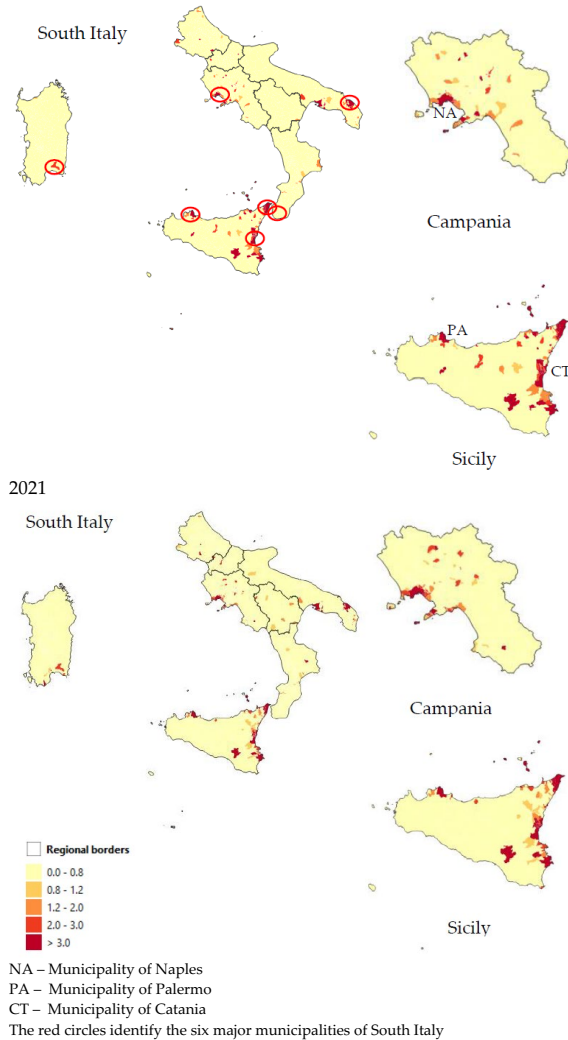 South Italy
NA
Campania
PA
CT
Sicily
2021
South Italy
Campania
Regional borders
0.0 - 0.8
0.8 - 1.2
1.2 - 2.0
2.0 - 3.0
> 3.0
Sicily
NA – Municipality of Naples
PA – Municipality of Palermo
CT – Municipality of Catania
The red circles identify the six major municipalities of South Italy